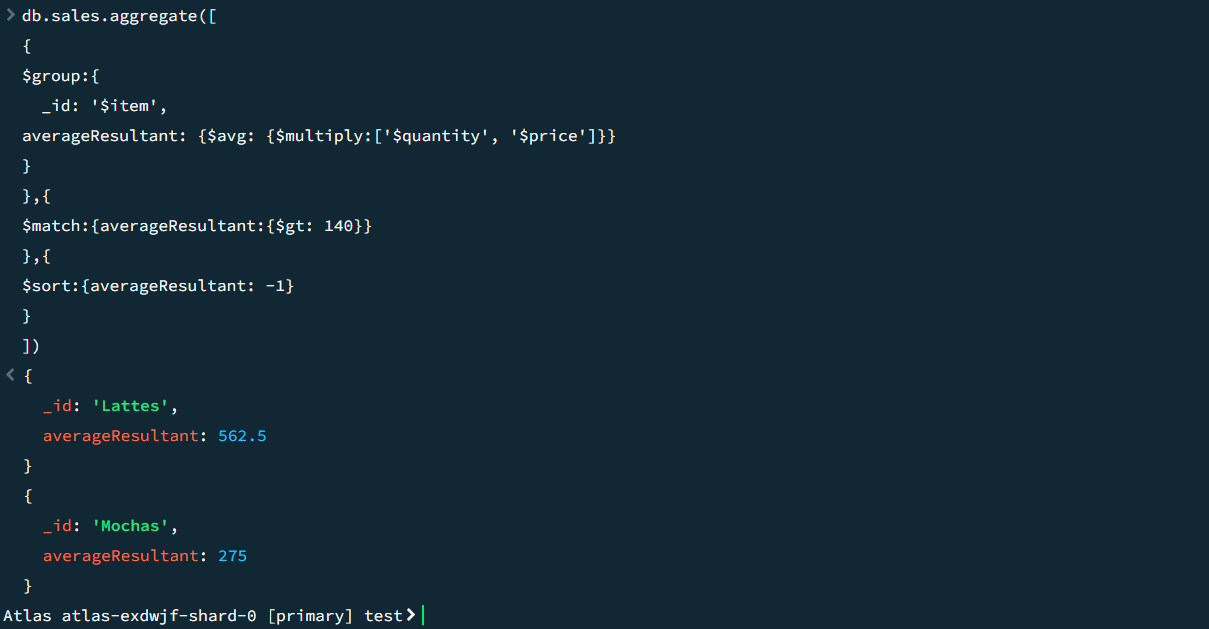 > db.sales.aggregate([
{
$group:{
  _id: '$item',
averageResultant: {$avg: {$multiply:['$quantity', '$price']}}
}
},{
$match:{averageResultant:{$gt: 140}}
},{
$sort:{averageResultant: -1}
}
])
< {
  _id: 'Lattes',
  averageResultant: 562.5
}
{
  _id: 'Mochas',
  averageResultant: 275
}
Atlas atlas-exdwjf-shard-0 [primary] test>